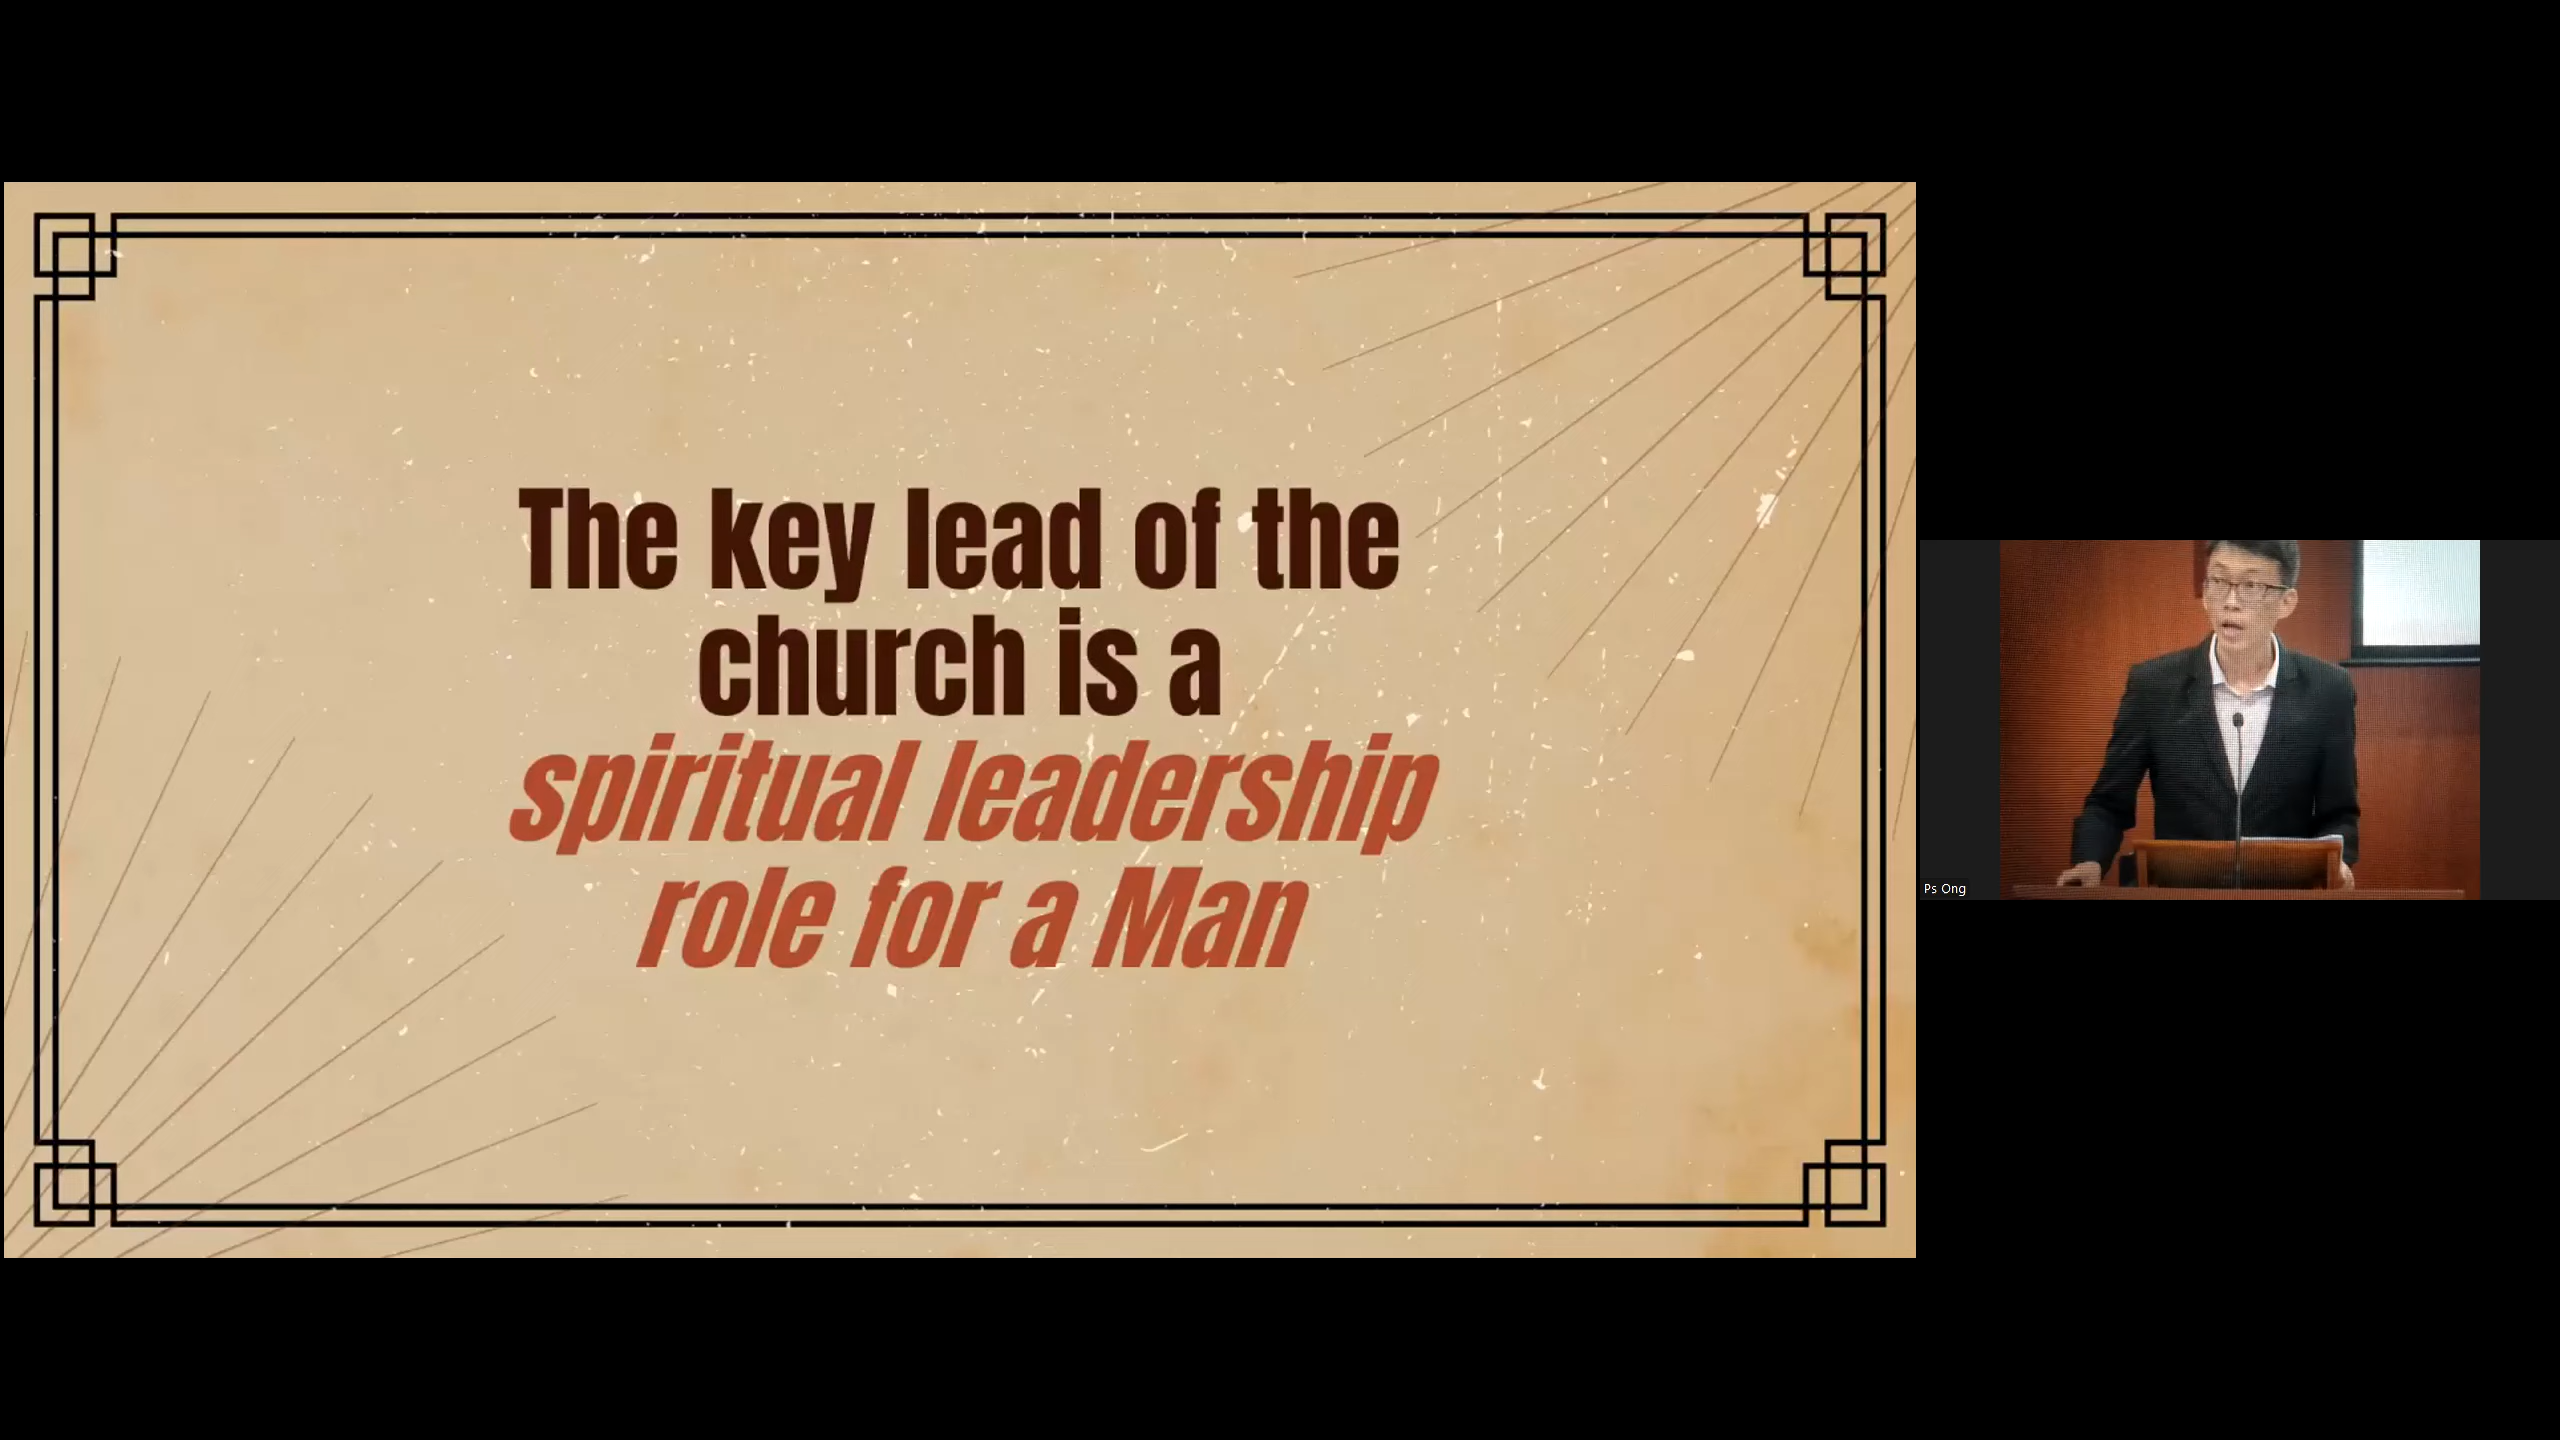 The key lead of the
church is a
spiritual leadership
role for a Man
Ps Ong